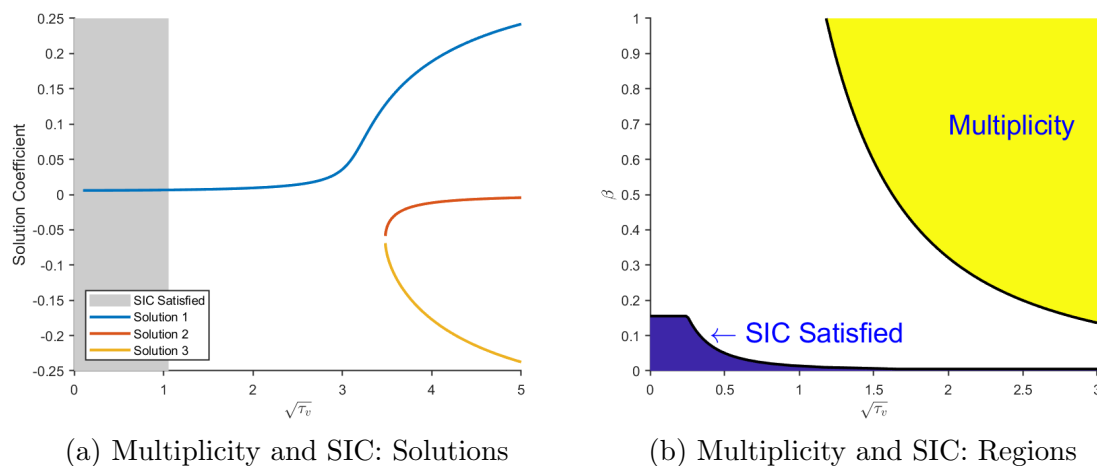 0.25
0.2
0.15
0.1
0.05
0
-0.05
-0.1
-0.15
-0.2
-0.25
Solution Coefficient
SIC Satisfied
Solution 1
Solution 2
Solution 3
0 1 2 3 4 5
√τᵥ
(a) Multiplicity and SIC: Solutions
1
0.9
0.8
0.7
0.6
0.5
0.4
0.3
0.2
0.1
0
β
Multiplicity
← SIC Satisfied
0 0.5 1 1.5 2 2.5 3
√τᵥ
(b) Multiplicity and SIC: Regions